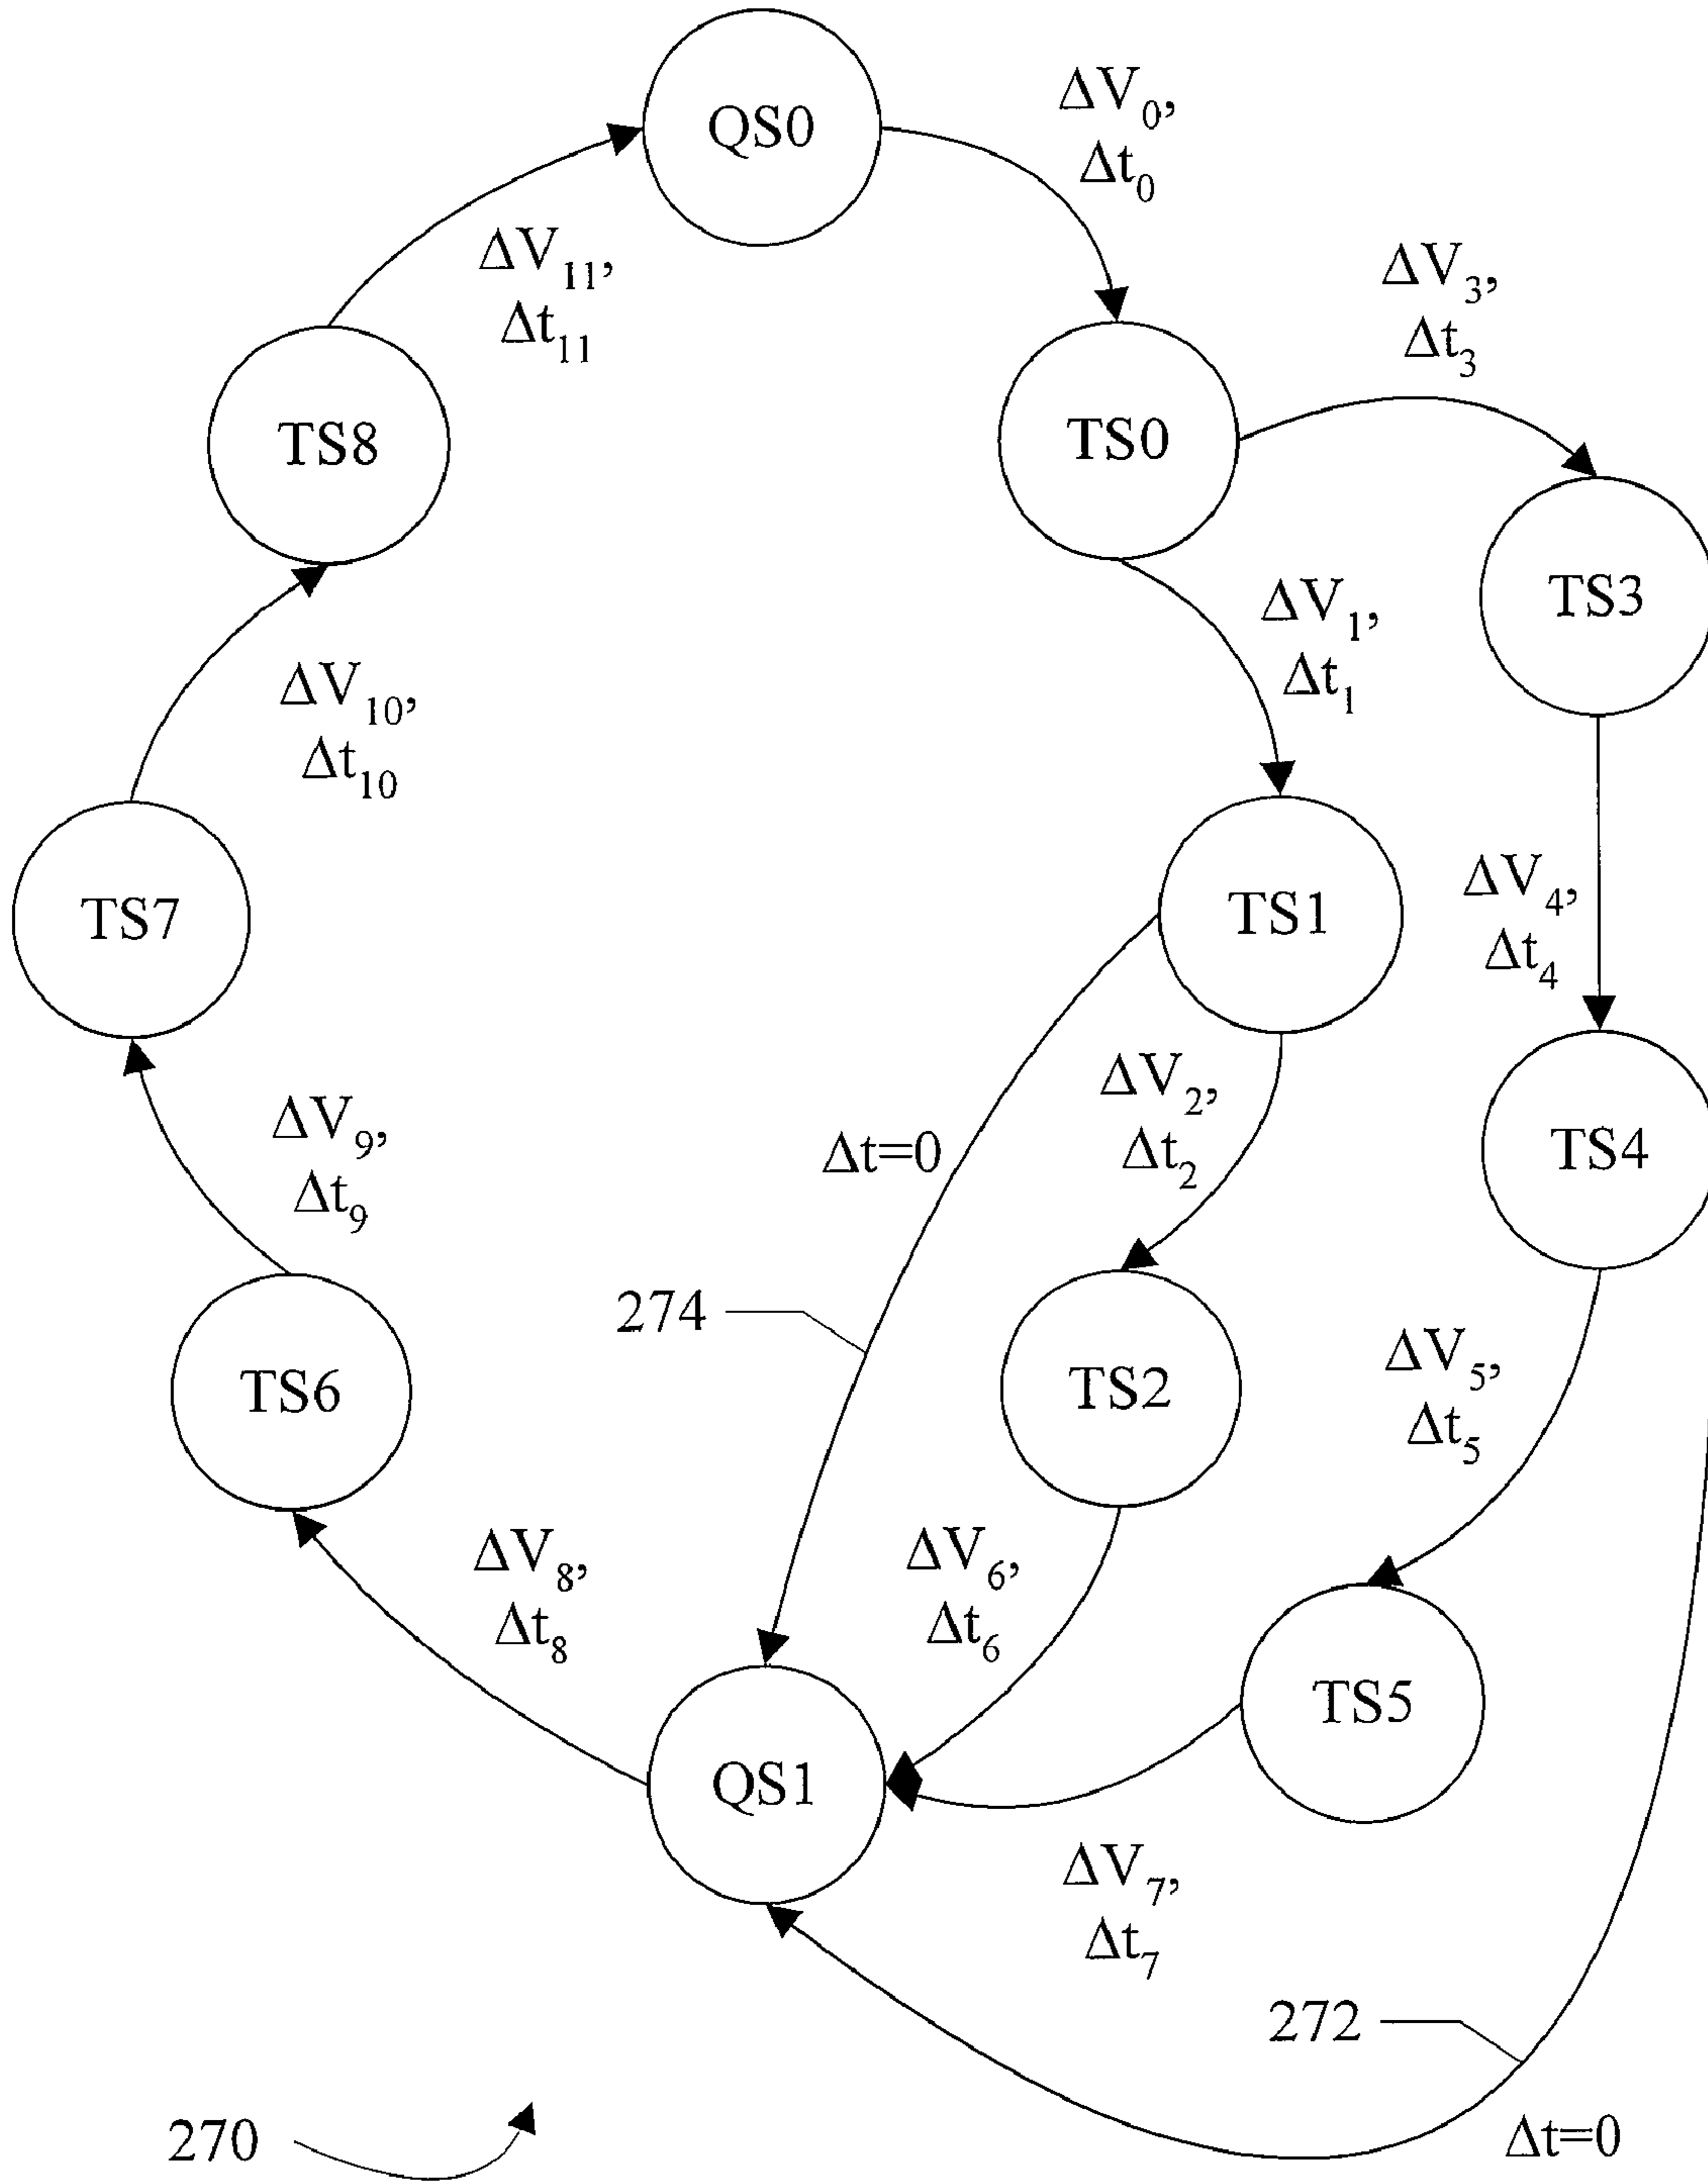 QS0
ΔV₀,
Δt₀
ΔV₁₁,
Δt₁₁
ΔV₃,
Δt₃
TS8
TS0
TS3
ΔV₁,
Δt₁
ΔV₁₀,
Δt₁₀
TS7
TS1
ΔV₄,
Δt₄
ΔV₂,
Δt₂
Δt=0
ΔV₉,
Δt₉
TS4
274
TS6
TS2
ΔV₅,
Δt₅
ΔV₈,
Δt₈
ΔV₆,
Δt₆
TS5
QS1
ΔV₇,
Δt₇
272
Δt=0
270